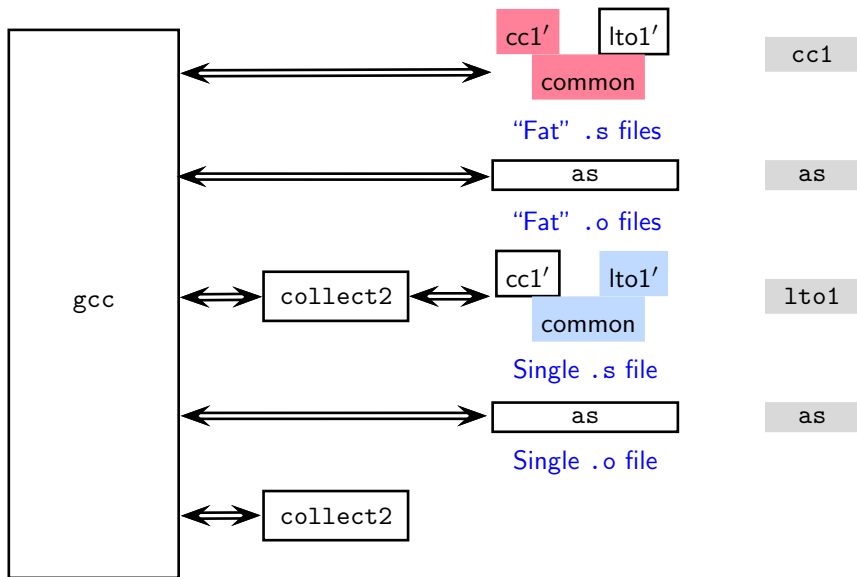 cc1′ lto1′
cc1
common
“Fat” .s files
as
as
“Fat” .o files
cc1′ lto1′
gcc
collect2
lto1
common
Single .s file
as
as
Single .o file
collect2